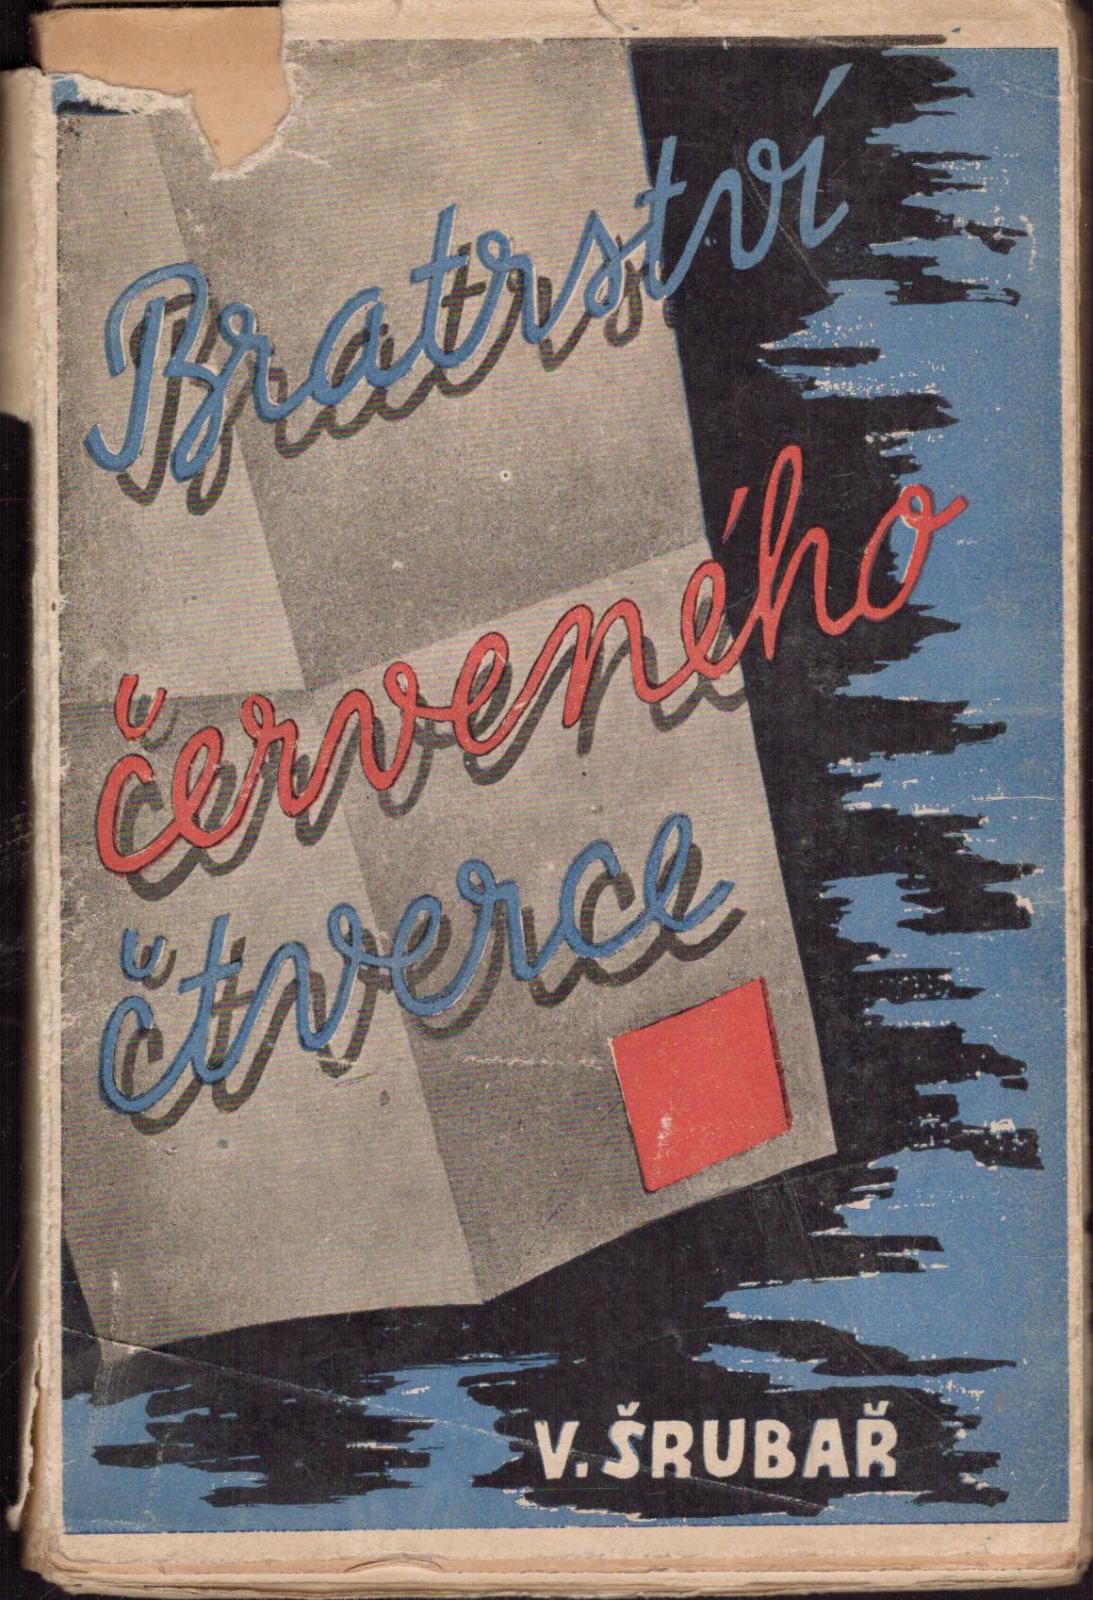 Bratrství
červeného
čtverce
V. ŠRUBAŘ